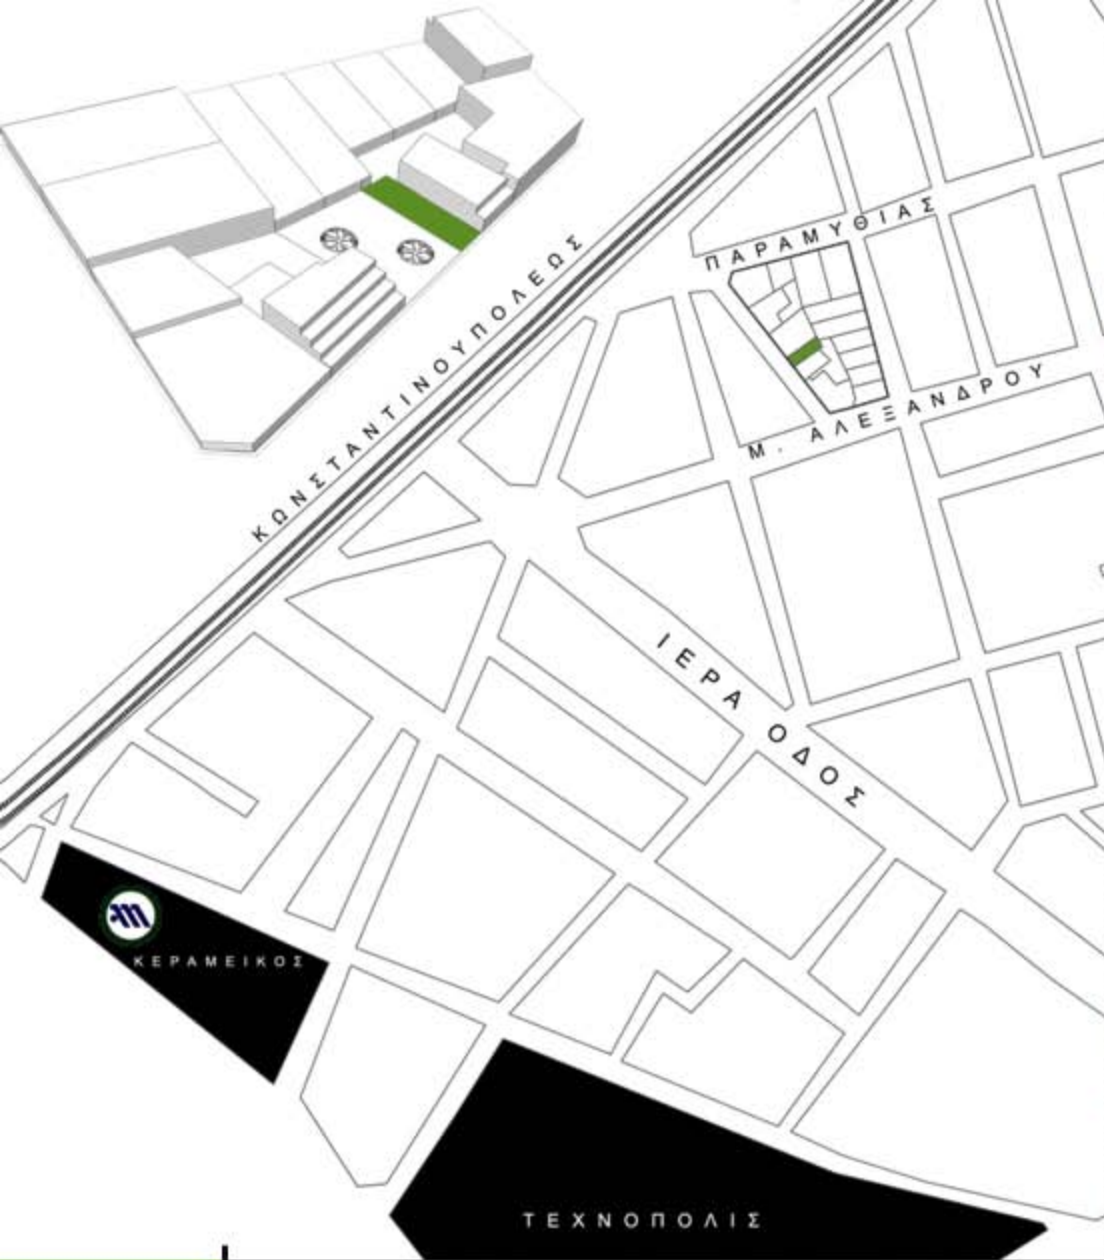 ΠΑΡΑΜΥΘΙΑΣ
ΚΩΝΣΤΑΝΤΙΝΟΥΠΟΛΕΩΣ
Μ. ΑΛΕΞΑΝΔΡΟΥ
ΙΕΡΑ ΟΔΟΣ
ΚΕΡΑΜΕΙΚΟΣ
ΤΕΧΝΟΠΟΛΙΣ